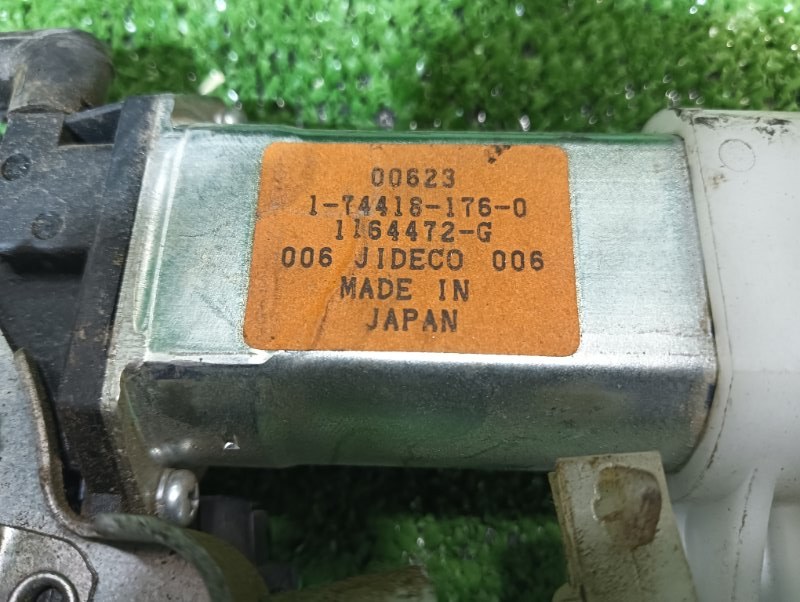 00623
1-74418-176-0
1164472-G
006 JIDECO 006
MADE IN
JAPAN